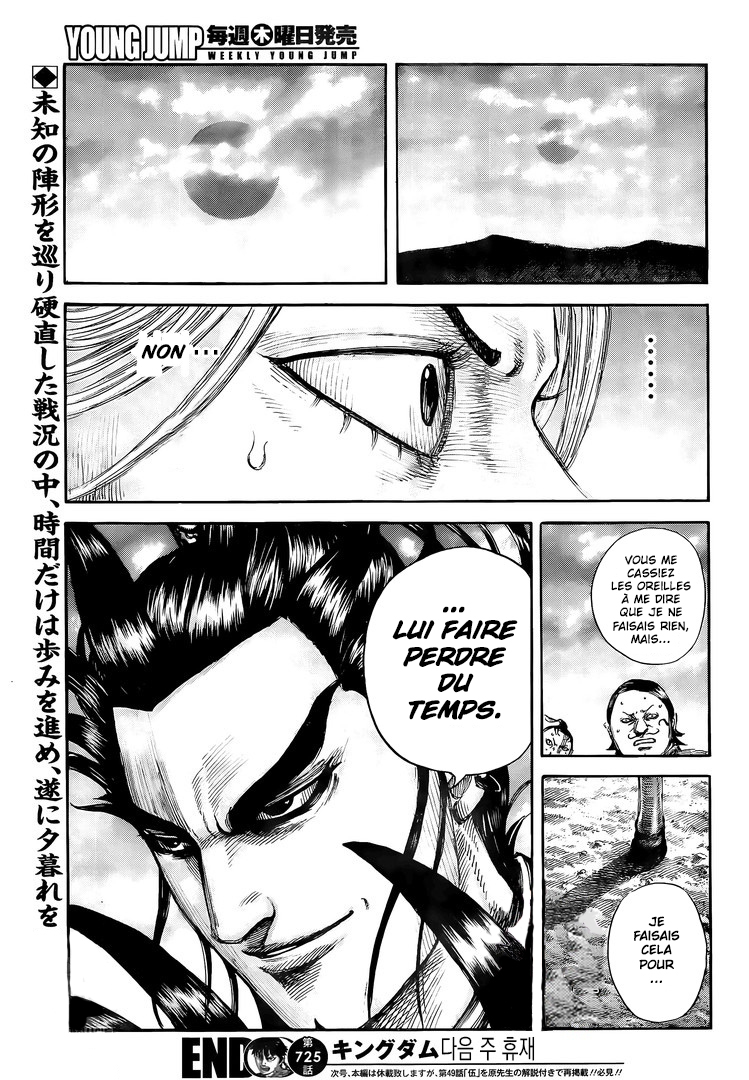 YOUNG JUMP 毎週木曜日発売
WEEKLY YOUNG JUMP
◆未知の陣形を巡り硬直した戦況の中、時間だけは歩みを進め、遂に夕暮れを
......
NON ...
VOUS ME
CASSIEZ
LES OREILLES
À ME DIRE
QUE JE NE
FAISAIS RIEN,
MAIS...
JE
FAISAIS
CELA
POUR
...
...
LUI FAIRE
PERDRE
DU
TEMPS.
END 第725話 キングダム 다음 주 휴재
次号、本編は休載致しますが、第49話「伍」を原先生の解説付きで再掲載!!必見!!